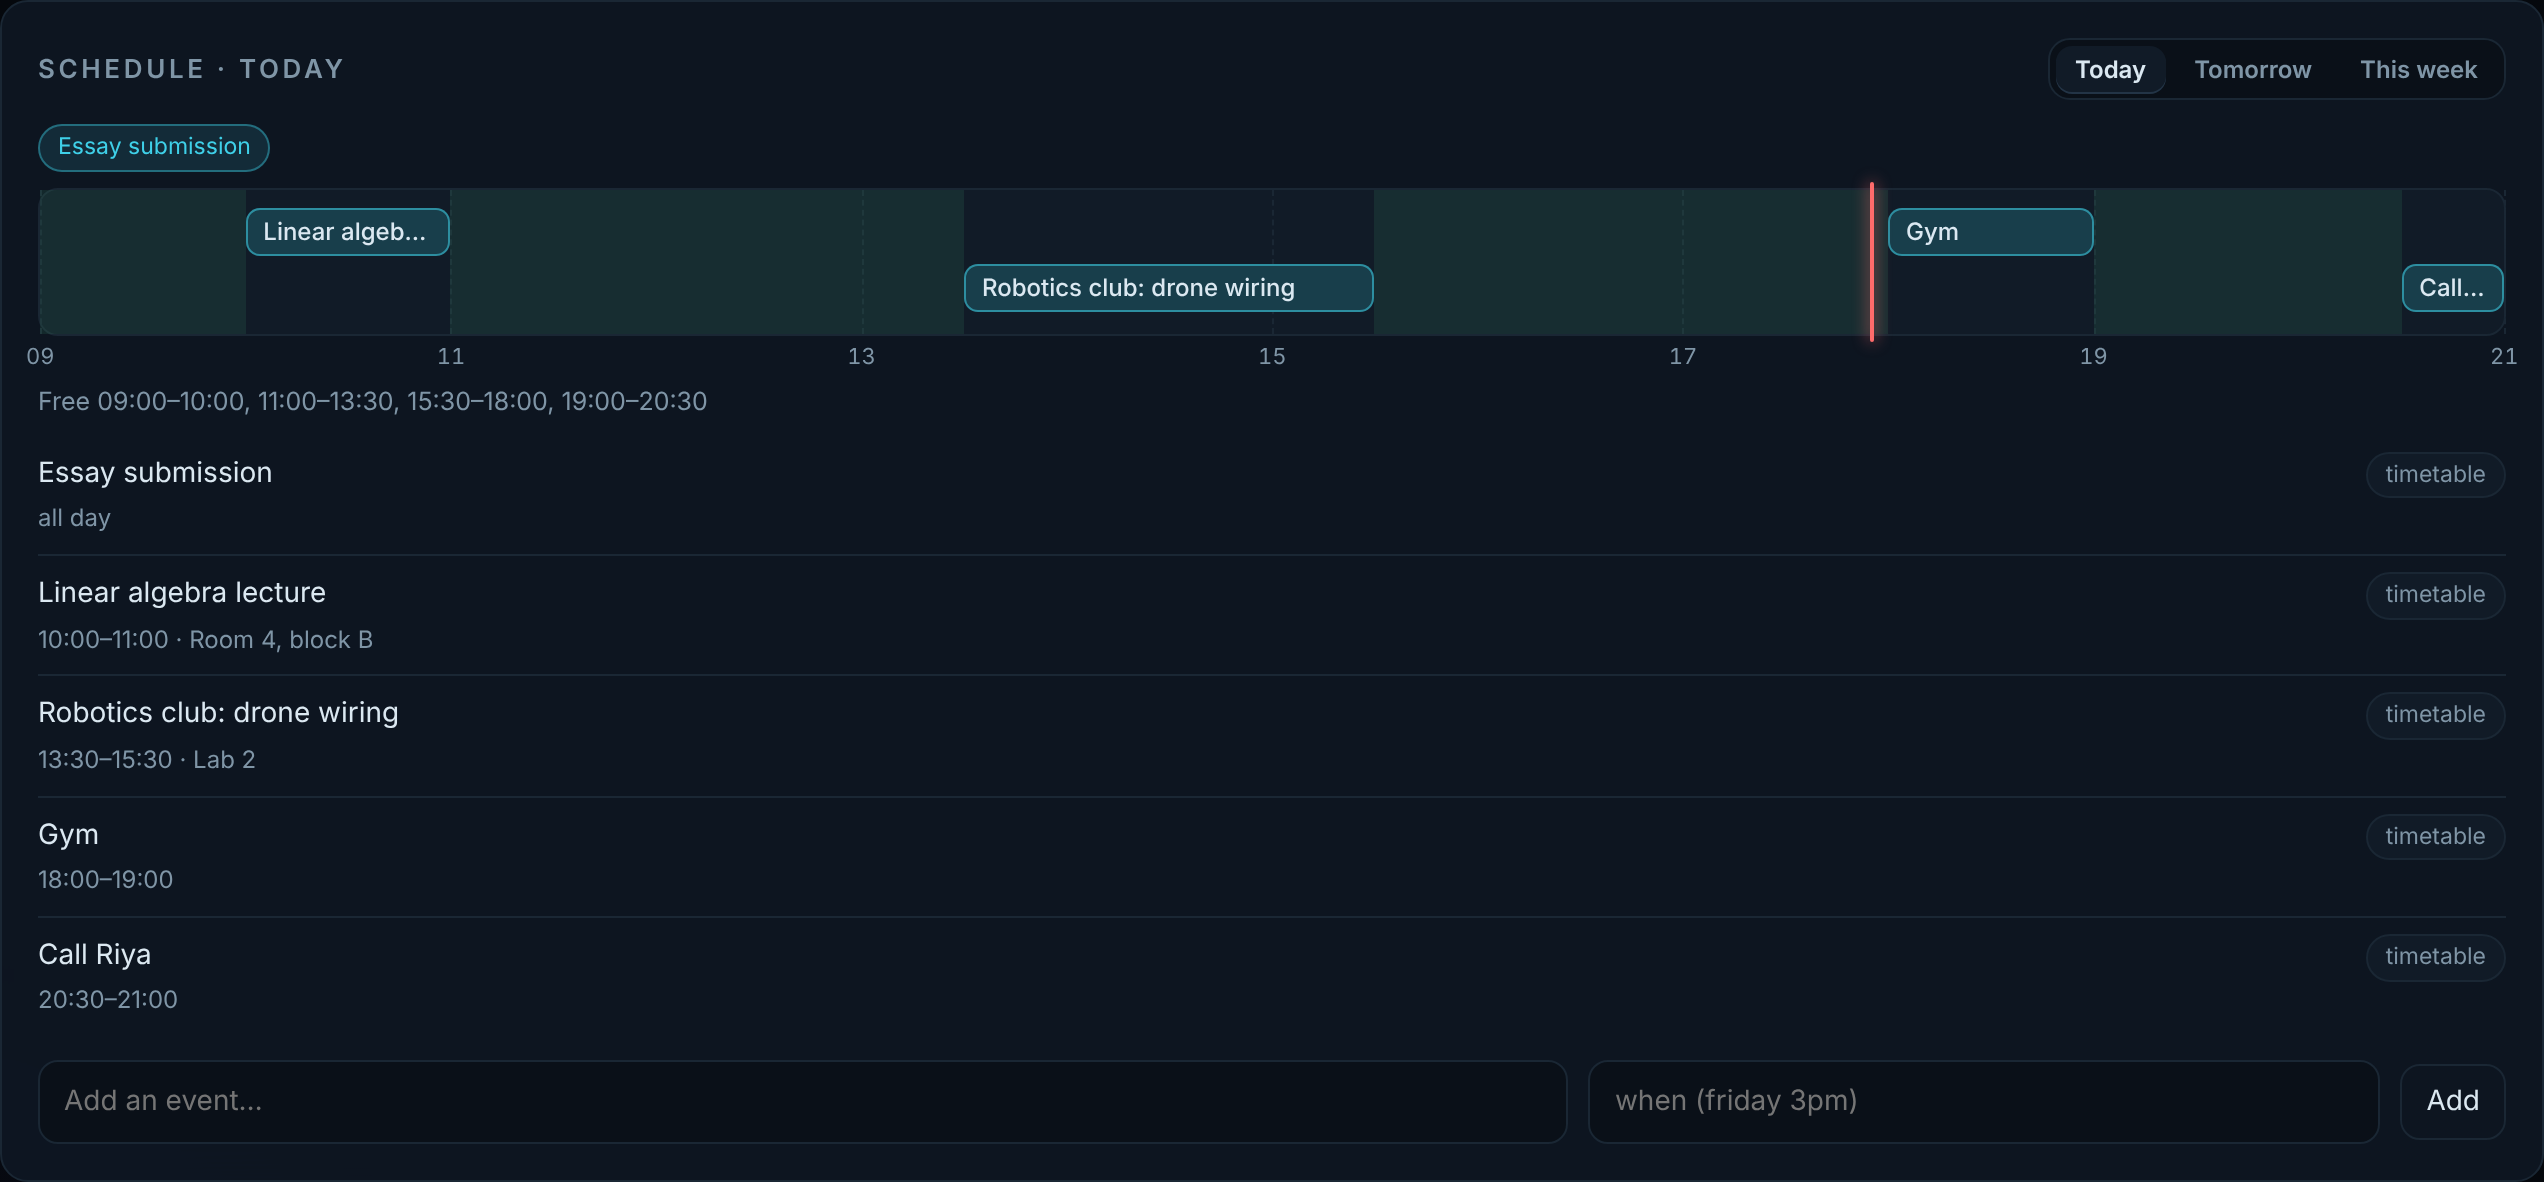 SCHEDULE · TODAY
Today Tomorrow This week
Essay submission
Linear algeb...
Gym
Robotics club: drone wiring
Call...
09 11 13 15 17 19 21
Free 09:00–10:00, 11:00–13:30, 15:30–18:00, 19:00–20:30
Essay submission
timetable
all day
Linear algebra lecture
timetable
10:00–11:00 · Room 4, block B
Robotics club: drone wiring
timetable
13:30–15:30 · Lab 2
Gym
timetable
18:00–19:00
Call Riya
timetable
20:30–21:00
Add an event...
when (friday 3pm)
Add